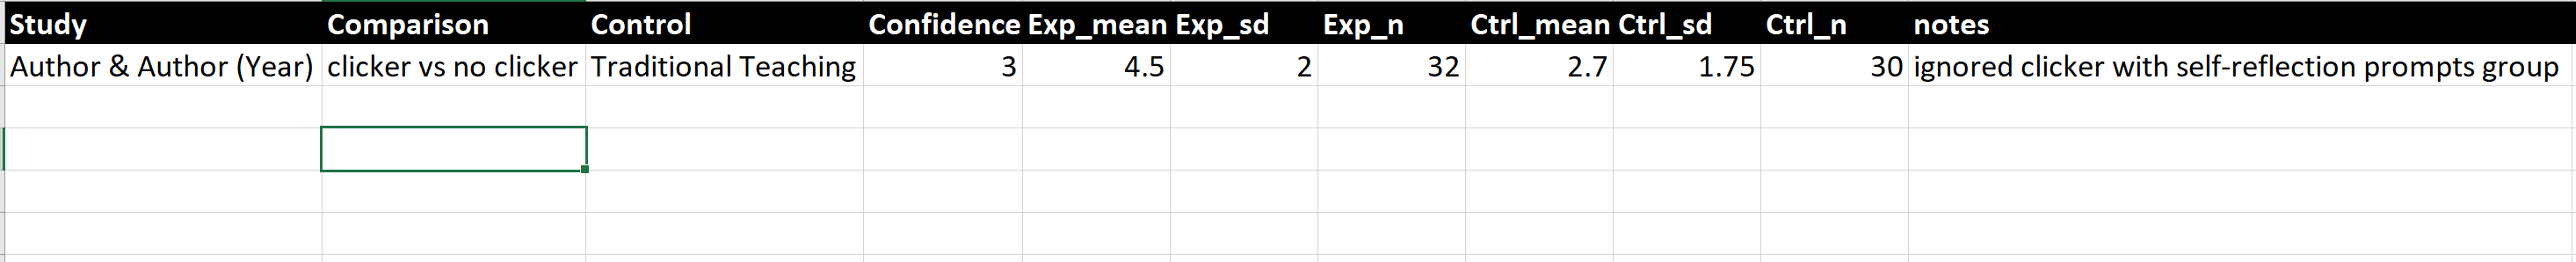 Study Comparison Control Confidence Exp_mean Exp_sd Exp_n Ctrl_mean Ctrl_sd Ctrl_n notes
Author & Author (Year) clicker vs no clicker Traditional Teaching 3 4.5 2 32 2.7 1.75 30 ignored clicker with self-reflection prompts group